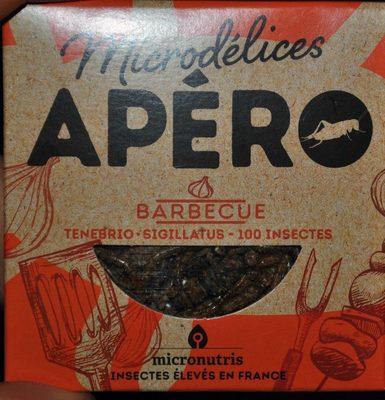 Microdélices
APÉRO
BARBECUE
TENEBRIO - SIGILLATUS - 100 INSECTES
micronutris
INSECTES ÉLEVÉS EN FRANCE